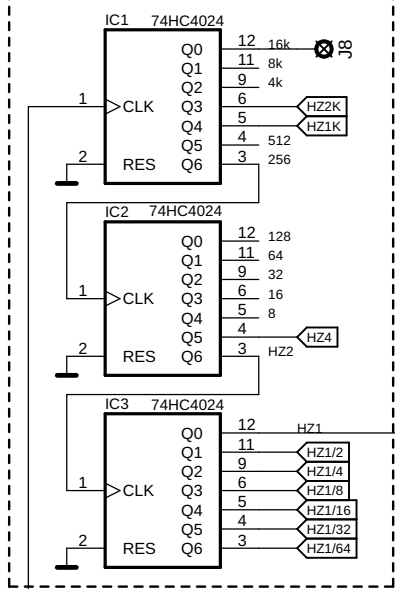 IC1 74HC4024
Q0 12 16k J8
Q1 11 8k
Q2 9 4k
1 CLK Q3 6 HZ2K
Q4 5 HZ1K
Q5 4 512
2 RES Q6 3 256
IC2 74HC4024
Q0 12 128
Q1 11 64
Q2 9 32
1 CLK Q3 6 16
Q4 5 8
Q5 4 HZ4
2 RES Q6 3 HZ2
IC3 74HC4024
Q0 12 HZ1
Q1 11 HZ1/2
Q2 9 HZ1/4
1 CLK Q3 6 HZ1/8
Q4 5 HZ1/16
Q5 4 HZ1/32
2 RES Q6 3 HZ1/64